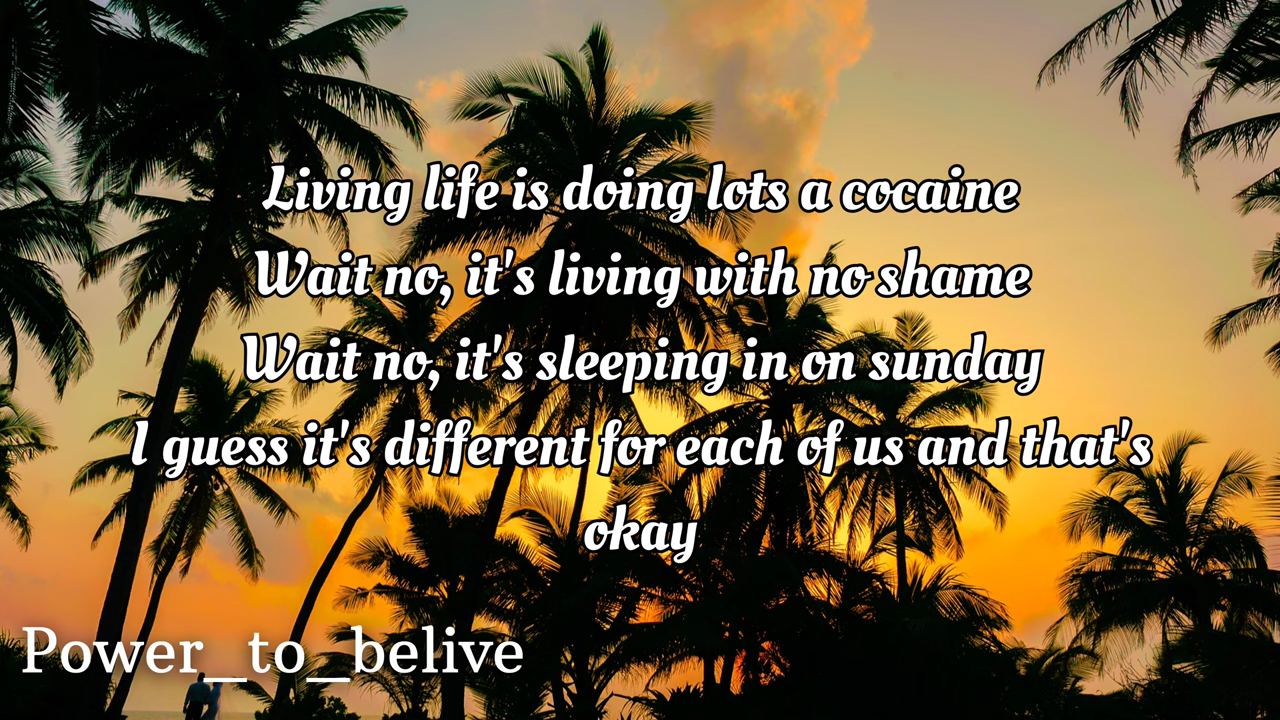 Living life is doing lots a cocaine
Wait no, it's living with no shame
Wait no, it's sleeping in on sunday
I guess it's different for each of us and that's
okay
Power_to_belive